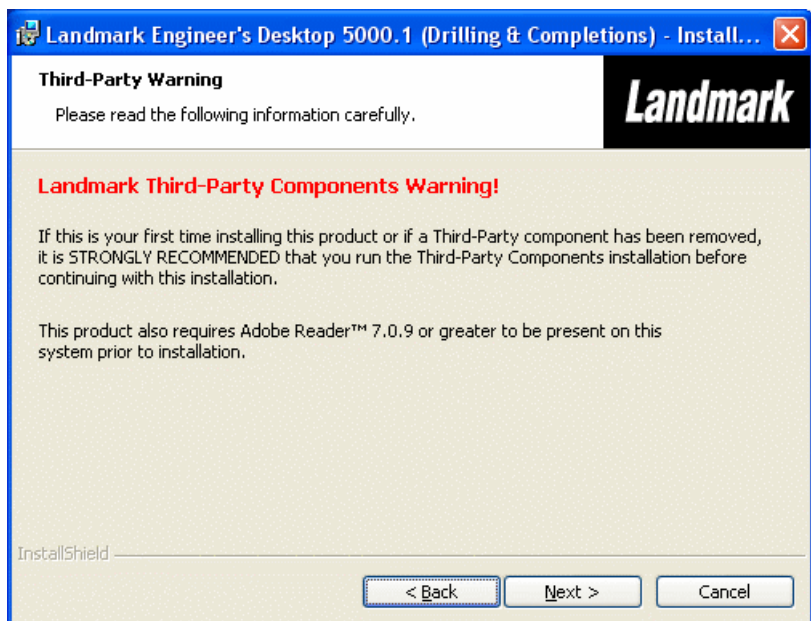 Landmark Engineer's Desktop 5000.1 (Drilling & Completions) - Install...
Third-Party Warning
Please read the following information carefully.
Landmark
Landmark Third-Party Components Warning!
If this is your first time installing this product or if a Third-Party component has been removed,
it is STRONGLY RECOMMENDED that you run the Third-Party Components installation before
continuing with this installation.
This product also requires Adobe Reader™ 7.0.9 or greater to be present on this
system prior to installation.
InstallShield
< Back
Next >
Cancel